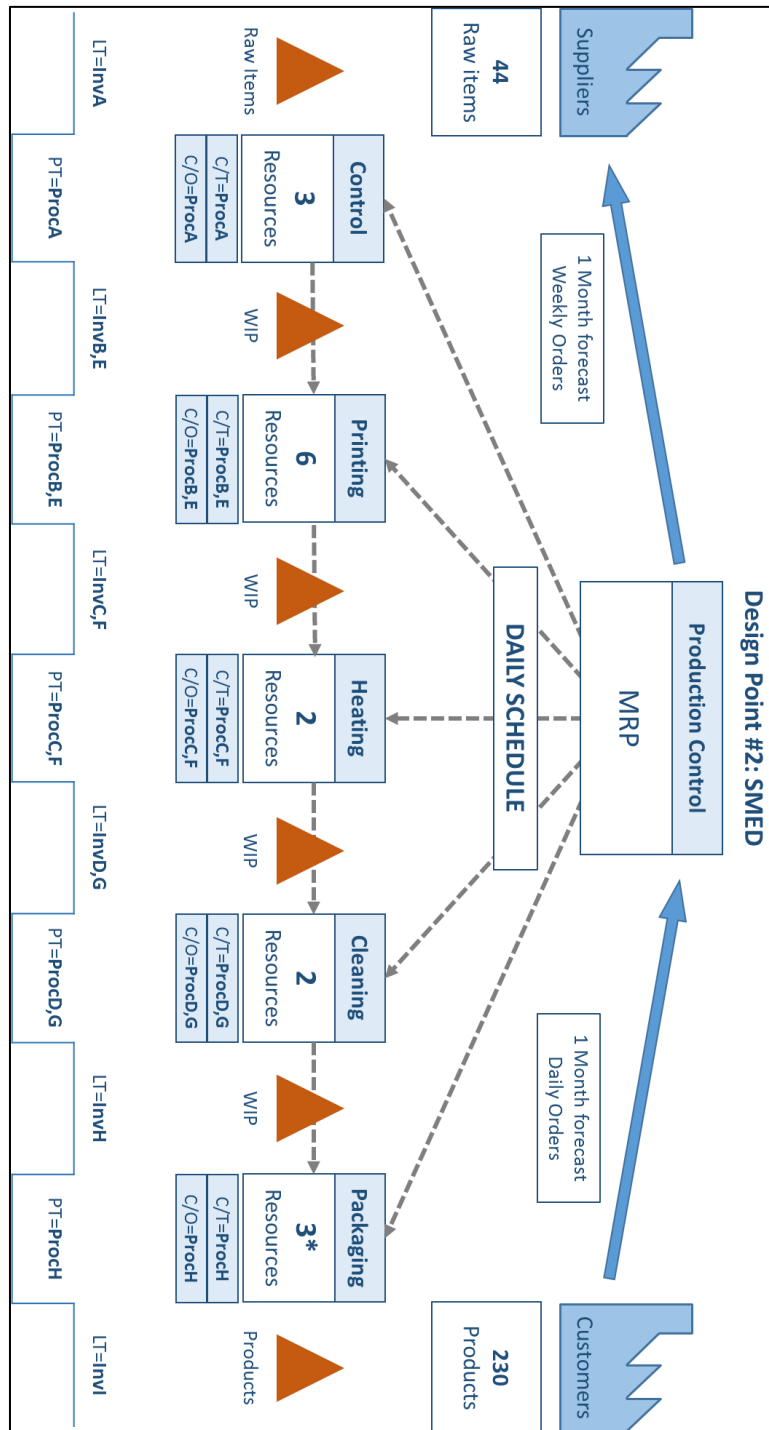 Design Point #2: SMED
Suppliers
Production Control
MRP
Customers
1 Month forecast
Weekly Orders
1 Month forecast
Daily Orders
44
Raw items
DAILY SCHEDULE
230
Products
Control
3
Resources
C/T=ProcA
C/O=ProcA
Printing
6
Resources
C/T=ProcB,E
C/O=ProcB,E
Heating
2
Resources
C/T=ProcC,F
C/O=ProcC,F
Cleaning
2
Resources
C/T=ProcD,G
C/O=ProcD,G
Packaging
3*
Resources
C/T=ProcH
C/O=ProcH
Raw Items
WIP
WIP
WIP
WIP
Products
LT=InvA
PT=ProcA
LT=InvB,E
PT=ProcB,E
LT=InvC,F
PT=ProcC,F
LT=InvD,G
PT=ProcD,G
LT=InvH
PT=ProcH
LT=InvI